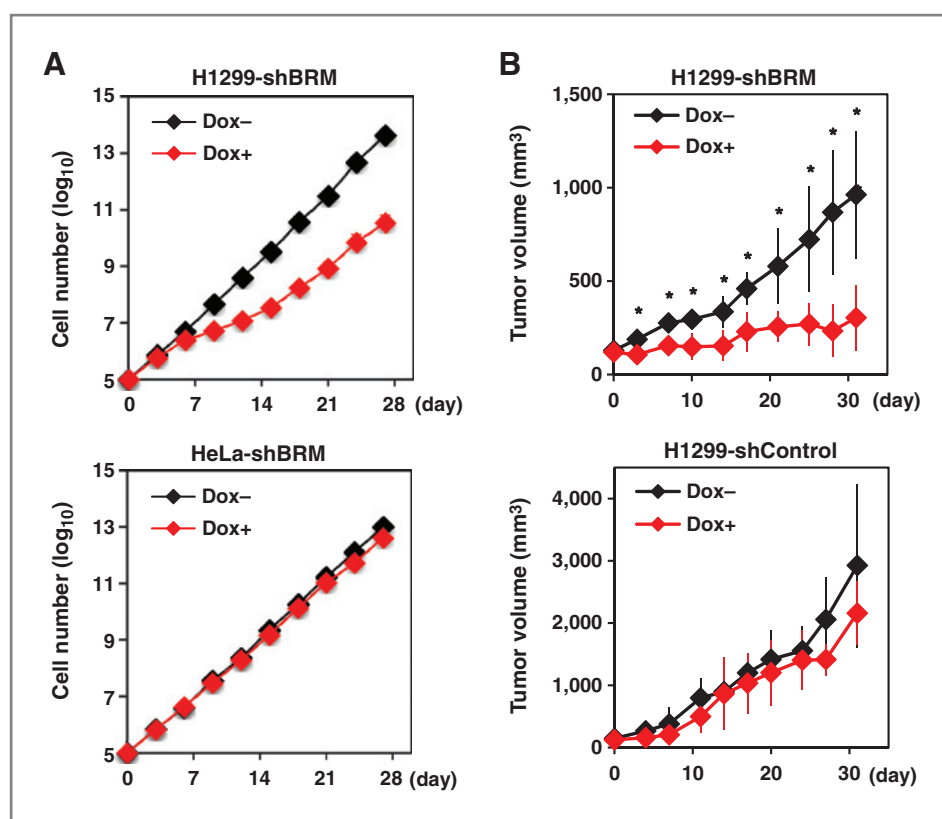 A
H1299-shBRM
15
13
11
9
7
5
Cell number (log10)
Dox–
Dox+
0 7 14 21 28 (day)
HeLa-shBRM
15
13
11
9
7
5
Cell number (log10)
Dox–
Dox+
0 7 14 21 28 (day)
B
H1299-shBRM
1,500
1,000
500
0
Tumor volume (mm³)
Dox–
Dox+
* * * * * * * * *
0 10 20 30 (day)
H1299-shControl
4,000
3,000
2,000
1,000
0
Tumor volume (mm³)
Dox–
Dox+
0 10 20 30 (day)